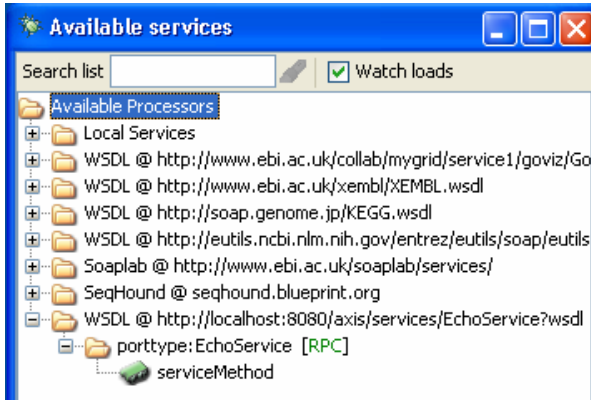 Available services
Search list
Watch loads
Available Processors
Local Services
WSDL @ http://www.ebi.ac.uk/collab/mygrid/service1/goviz/Go
WSDL @ http://www.ebi.ac.uk/xembl/XEMBL.wsdl
WSDL @ http://soap.genome.jp/KEGG.wsdl
WSDL @ http://eutils.ncbi.nlm.nih.gov/entrez/eutils/soap/eutils
Soaplab @ http://www.ebi.ac.uk/soaplab/services/
SeqHound @ seqhound.blueprint.org
WSDL @ http://localhost:8080/axis/services/EchoService?wsdl
porttype:EchoService [RPC]
serviceMethod